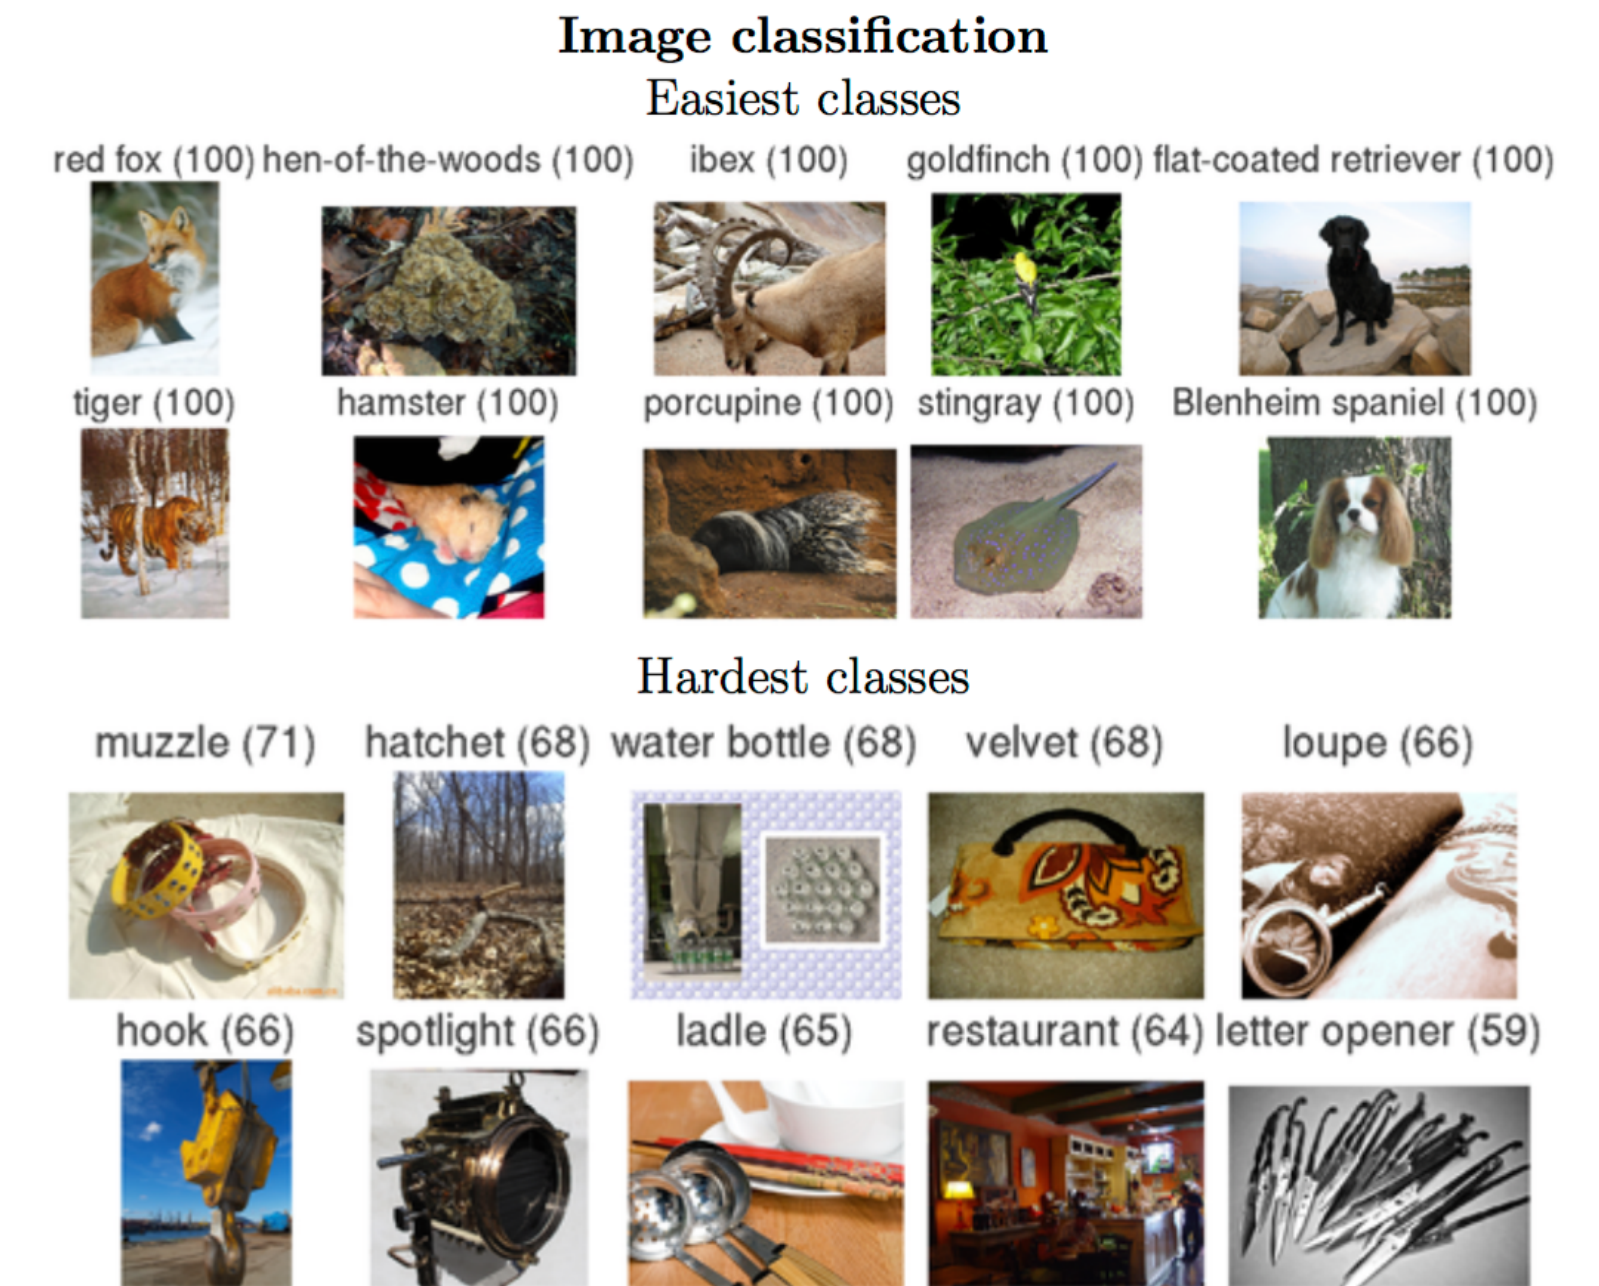 Image classification
Easiest classes
red fox (100) hen-of-the-woods (100) ibex (100) goldfinch (100) flat-coated retriever (100)
tiger (100) hamster (100) porcupine (100) stingray (100) Blenheim spaniel (100)
Hardest classes
muzzle (71) hatchet (68) water bottle (68) velvet (68) loupe (66)
hook (66) spotlight (66) ladle (65) restaurant (64) letter opener (59)